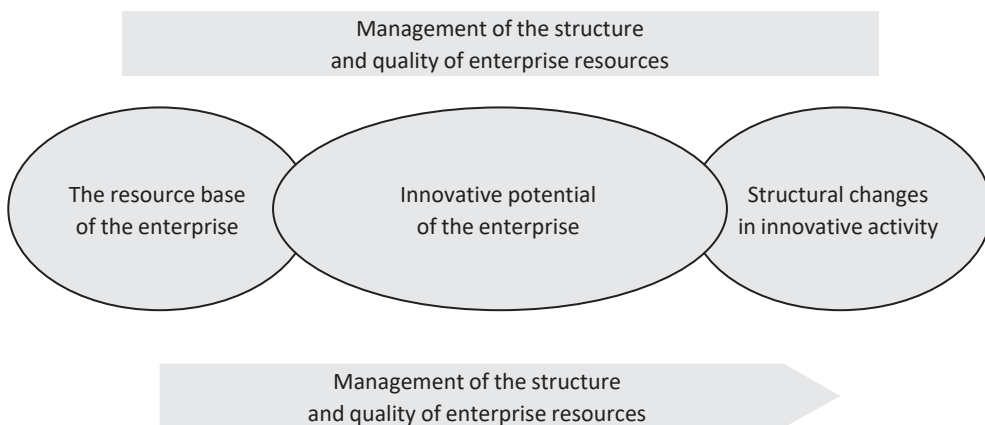 Management of the structure
and quality of enterprise resources
The resource base
of the enterprise
Innovative potential
of the enterprise
Structural changes
in innovative activity
Management of the structure
and quality of enterprise resources